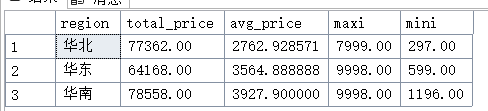 region total_price avg_price maxi mini
1 华北 77362.00 2762.928571 7999.00 297.00
2 华东 64168.00 3564.888888 9998.00 599.00
3 华南 78558.00 3927.900000 9998.00 1196.00